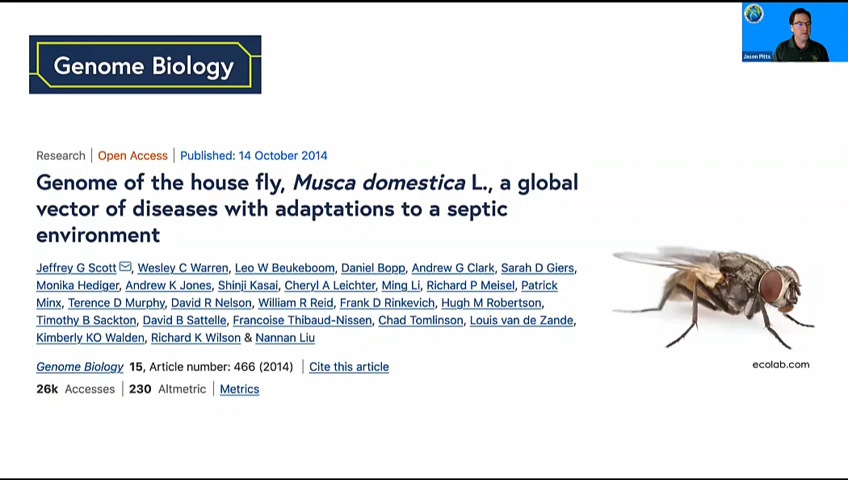 Jason Pitts
Genome Biology
Research | Open Access | Published: 14 October 2014
Genome of the house fly, Musca domestica L., a global
vector of diseases with adaptations to a septic
environment
Jeffrey G Scott, Wesley C Warren, Leo W Beukeboom, Daniel Bopp, Andrew G Clark, Sarah D Giers,
Monika Hediger, Andrew K Jones, Shinji Kasai, Cheryl A Leichter, Ming Li, Richard P Meisel, Patrick
Minx, Terence D Murphy, David R Nelson, William R Reid, Frank D Rinkevich, Hugh M Robertson,
Timothy B Sackton, David B Sattelle, Francoise Thibaud-Nissen, Chad Tomlinson, Louis van de Zande,
Kimberly KO Walden, Richard K Wilson & Nannan Liu
Genome Biology 15, Article number: 466 (2014) | Cite this article
26k Accesses | 230 Altmetric | Metrics
ecolab.com